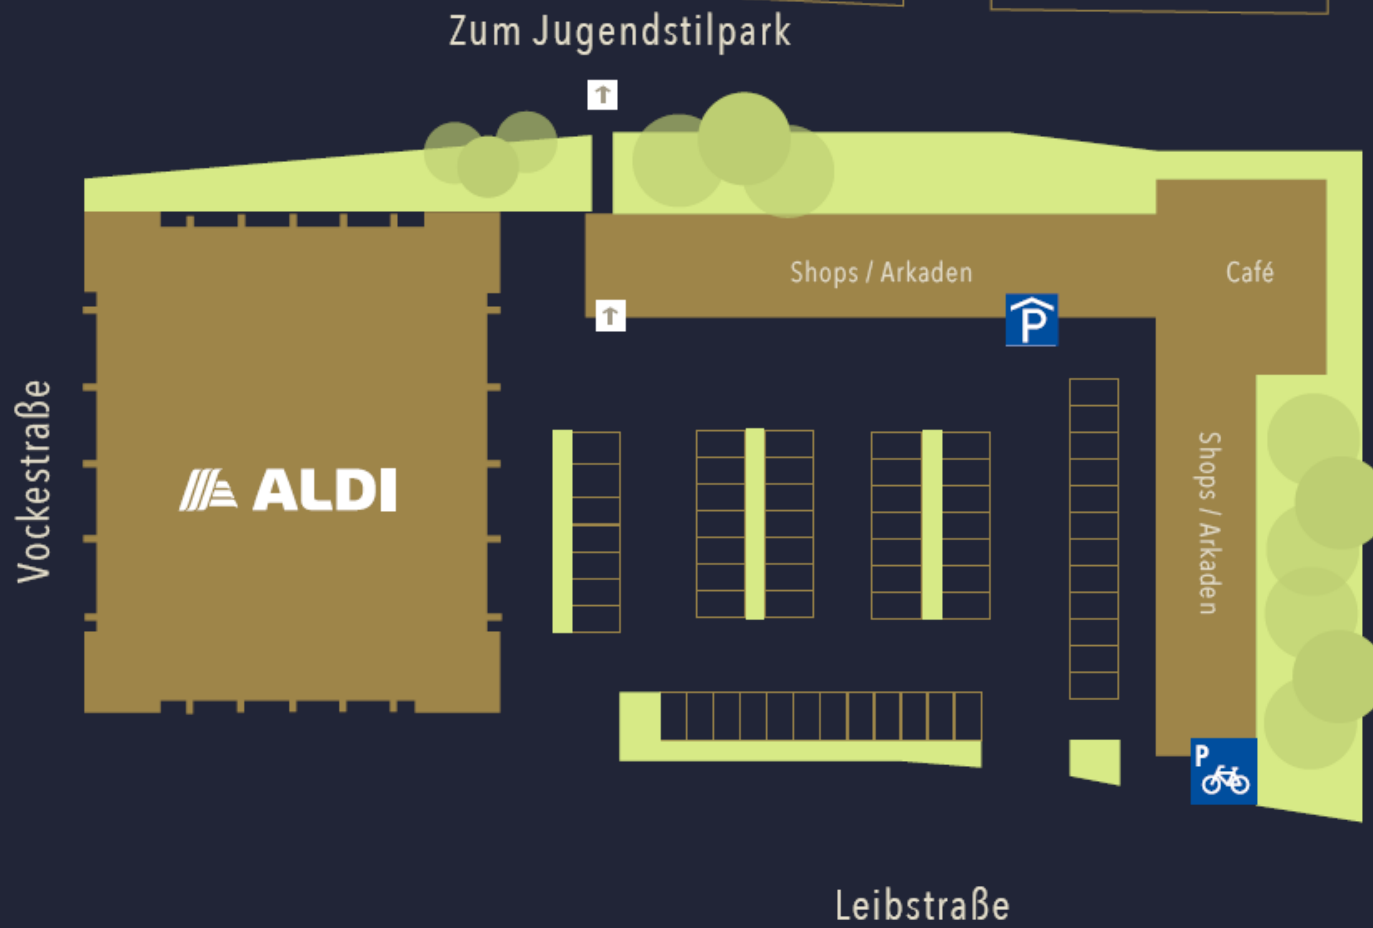 Zum Jugendstilpark
Shops / Arkaden
Café
P
Vockestraße
ALDI
Shops / Arkaden
P
Leibstraße